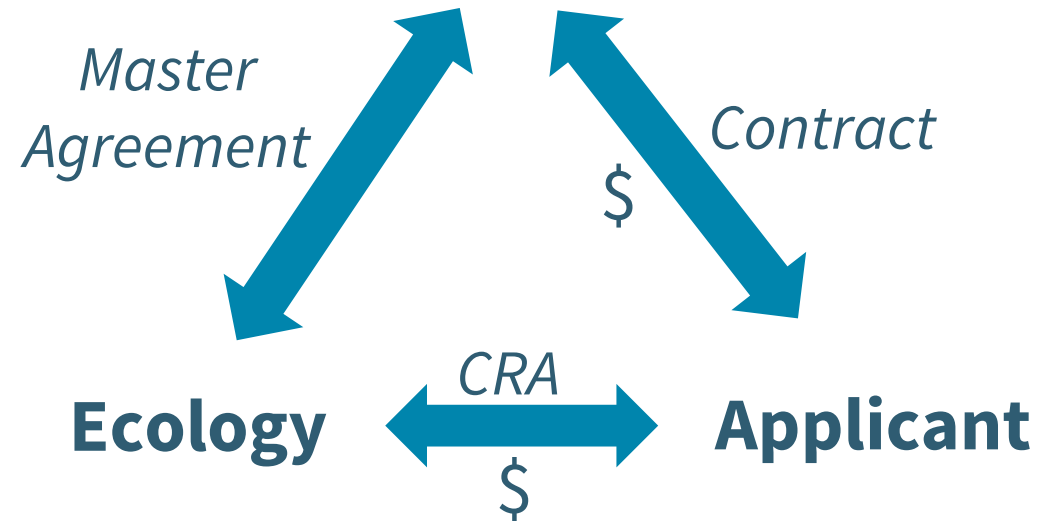 Master
Agreement
Contract
$
CRA
Ecology
Applicant
$